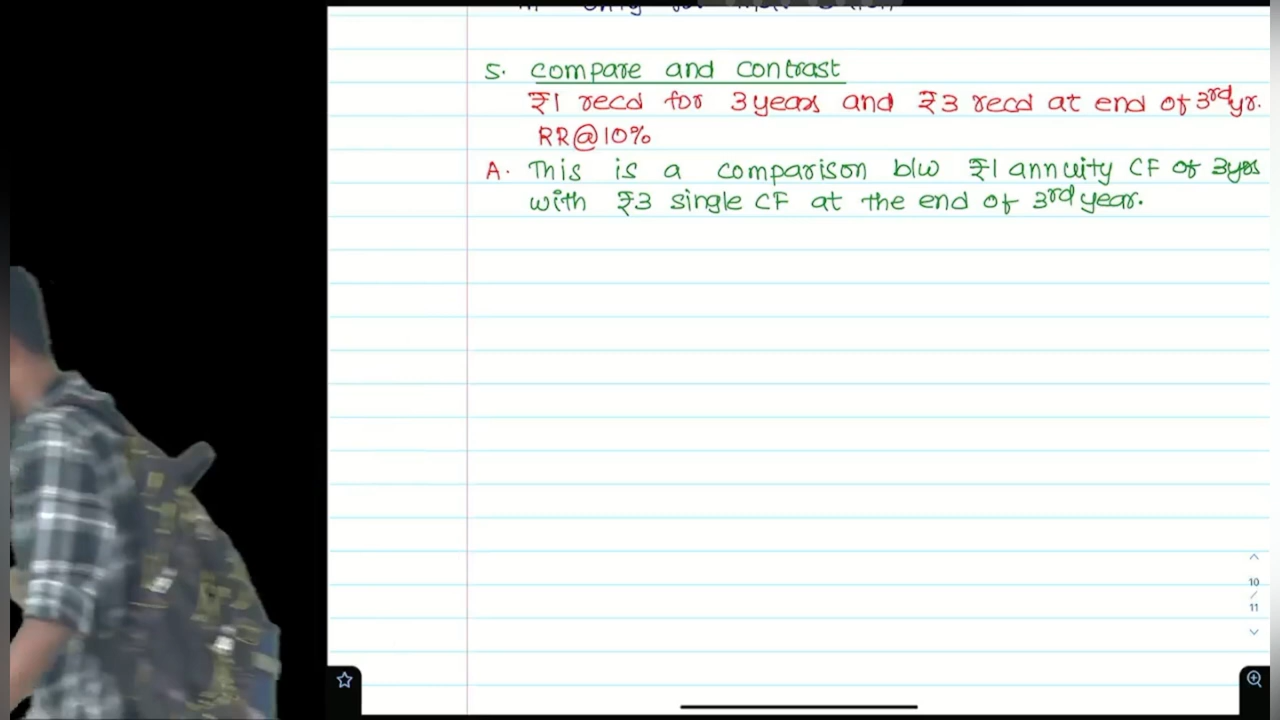 only for
5. compare and contrast
₹1 recd for 3 years and ₹3 recd at end of 3rd yr.
RR@10%
A. This is a comparison b/w ₹1 annuity CF of 3yrs
with ₹3 single CF at the end of 3rd year.
10
/
11